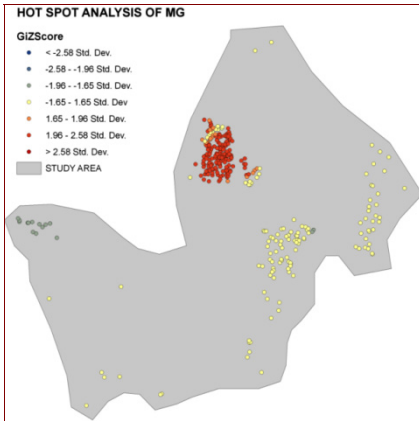 HOT SPOT ANALYSIS OF MG
GiZScore
< -2.58 Std. Dev.
-2.58 - -1.96 Std. Dev.
-1.96 - -1.65 Std. Dev.
-1.65 - 1.65 Std. Dev
1.65 - 1.96 Std. Dev.
1.96 - 2.58 Std. Dev.
> 2.58 Std. Dev.
STUDY AREA